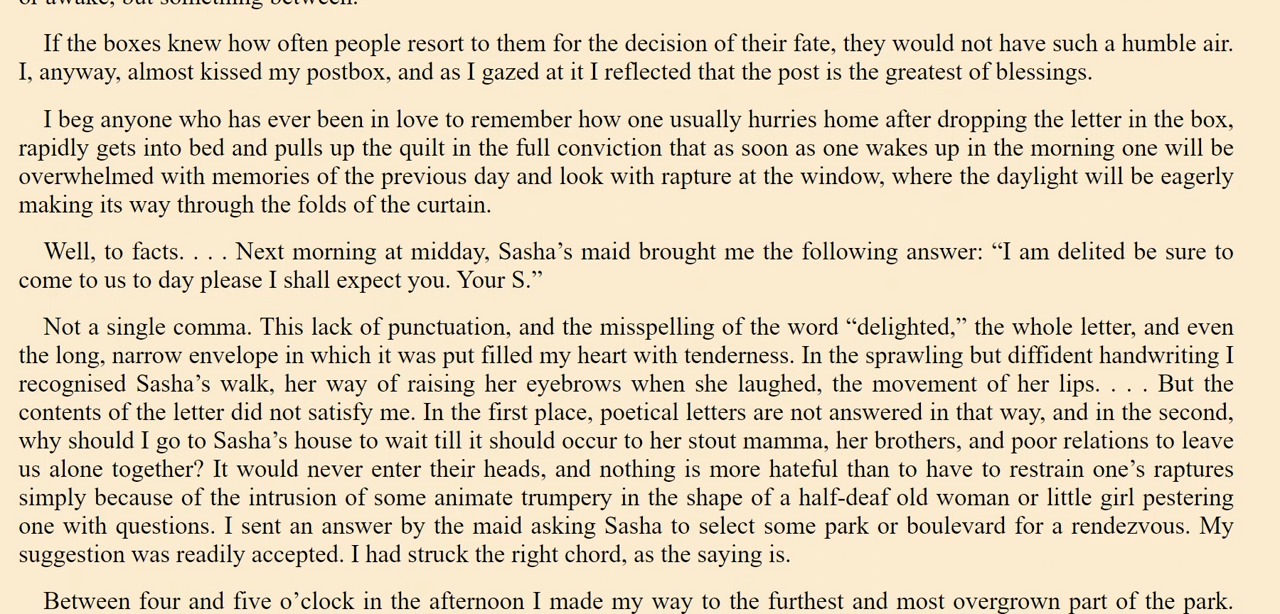 or awake, but something between.
If the boxes knew how often people resort to them for the decision of their fate, they would not have such a humble air.
I, anyway, almost kissed my postbox, and as I gazed at it I reflected that the post is the greatest of blessings.
I beg anyone who has ever been in love to remember how one usually hurries home after dropping the letter in the box,
rapidly gets into bed and pulls up the quilt in the full conviction that as soon as one wakes up in the morning one will be
overwhelmed with memories of the previous day and look with rapture at the window, where the daylight will be eagerly
making its way through the folds of the curtain.
Well, to facts. . . . Next morning at midday, Sasha’s maid brought me the following answer: “I am delited be sure to
come to us to day please I shall expect you. Your S.”
Not a single comma. This lack of punctuation, and the misspelling of the word “delighted,” the whole letter, and even
the long, narrow envelope in which it was put filled my heart with tenderness. In the sprawling but diffident handwriting I
recognised Sasha’s walk, her way of raising her eyebrows when she laughed, the movement of her lips. . . . But the
contents of the letter did not satisfy me. In the first place, poetical letters are not answered in that way, and in the second,
why should I go to Sasha’s house to wait till it should occur to her stout mamma, her brothers, and poor relations to leave
us alone together? It would never enter their heads, and nothing is more hateful than to have to restrain one’s raptures
simply because of the intrusion of some animate trumpery in the shape of a half-deaf old woman or little girl pestering
one with questions. I sent an answer by the maid asking Sasha to select some park or boulevard for a rendezvous. My
suggestion was readily accepted. I had struck the right chord, as the saying is.
Between four and five o’clock in the afternoon I made my way to the furthest and most overgrown part of the park.